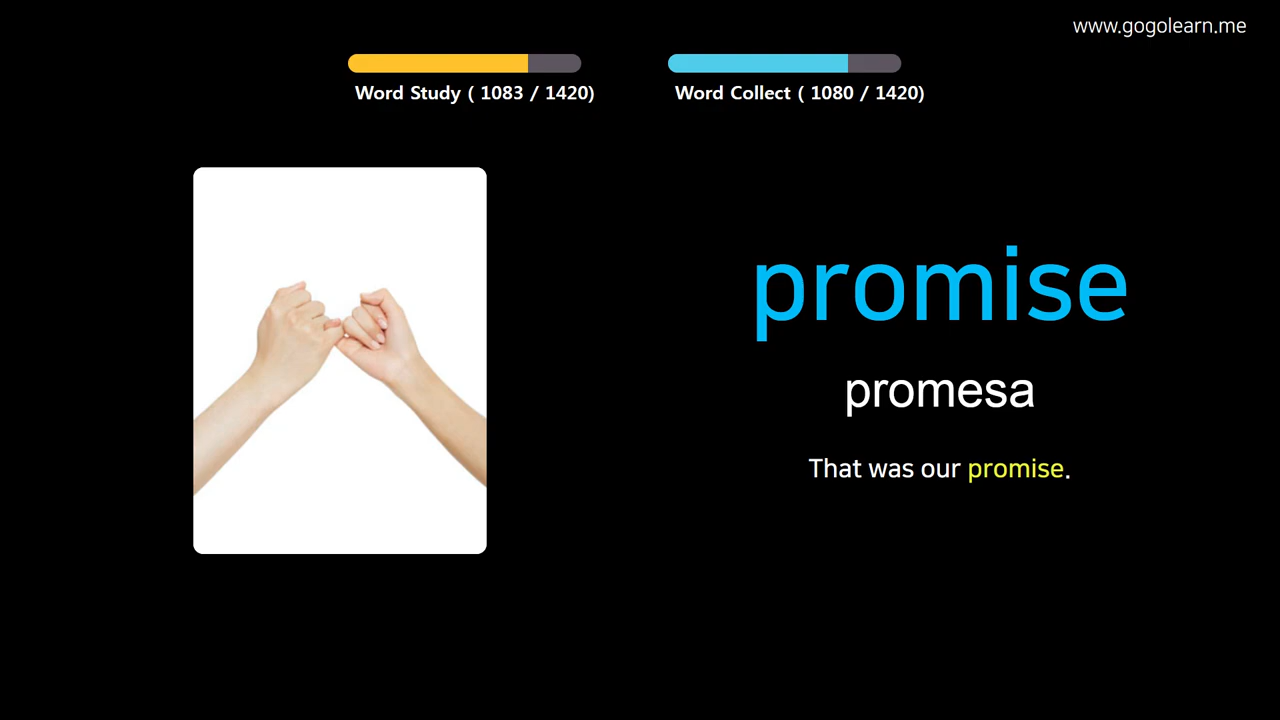 www.gogolearn.me
Word Study ( 1083 / 1420)
Word Collect ( 1080 / 1420)
promise
promesa
That was our promise.